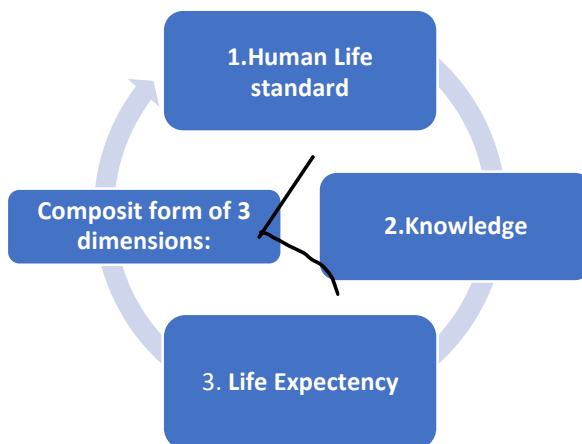 1.Human Life
standard
Composit form of 3
dimensions:
2.Knowledge
3. Life Expectency